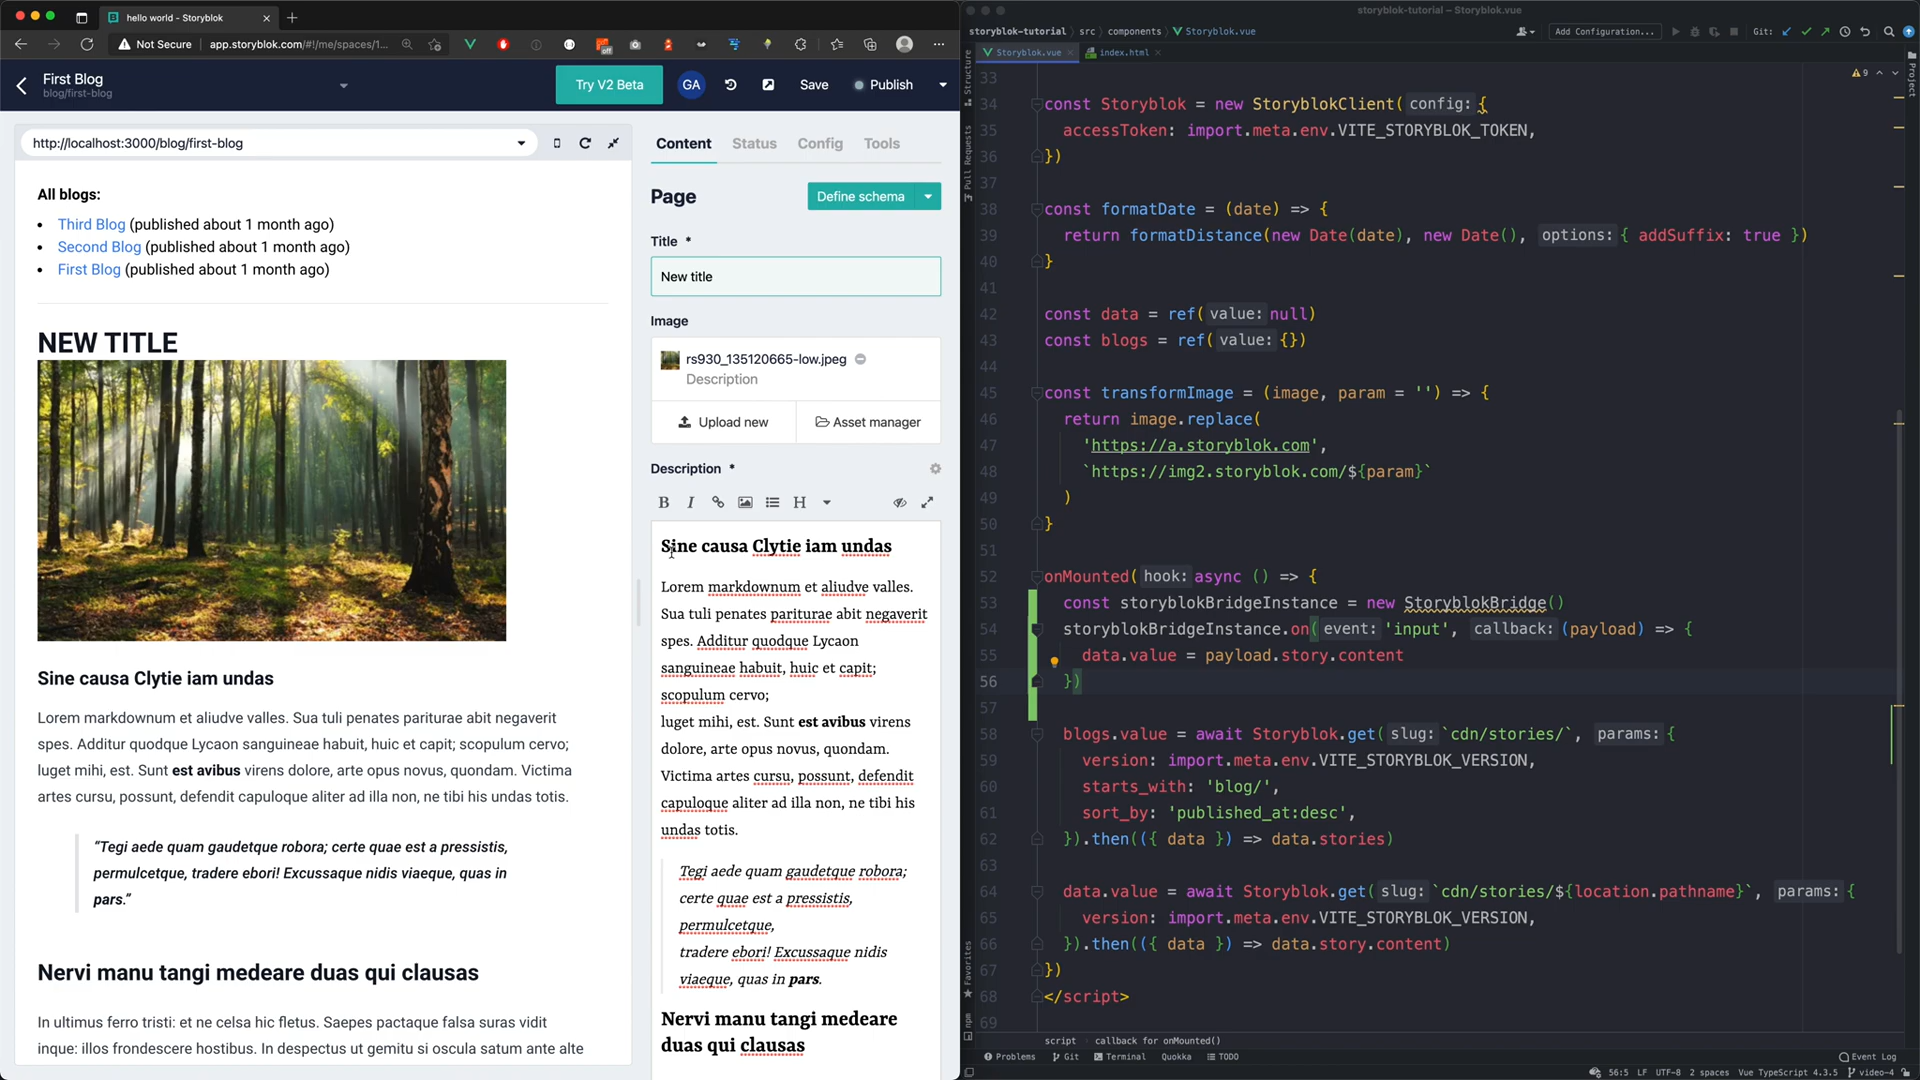 hello world - Storyblok
Not Secure
app.storyblok.com/#!/me/spaces/1...
off
First Blog
blog/first-blog
Try V2 Beta
GA
Save
Publish
http://localhost:3000/blog/first-blog
All blogs:
Third Blog (published about 1 month ago)
Second Blog (published about 1 month ago)
First Blog (published about 1 month ago)
NEW TITLE
Sine causa Clytie iam undas
Lorem markdownum et aliudve valles. Sua tuli penates pariturae abit negaverit
spes. Additur quodque Lycaon sanguineae habuit, huic et capit; scopulum cervo;
luget mihi, est. Sunt est avibus virens dolore, arte opus novus, quondam. Victima
artes cursu, possunt, defendit capuloque aliter ad illa non, ne tibi his undas totis.
“Tegi aede quam gaudetque robora; certe quae est a pressistis,
permulcetque, tradere ebori! Excussaque nidis viaeque, quas in
pars.”
Nervi manu tangi medeare duas qui clausas
In ultimus ferro tristi: et ne celsa hic fletus. Saepes pactaque falsa suras vidit
inque: illos frondescere hostibus. In despectus ut gemitu si oscula satum ante alte
Content
Status
Config
Tools
Page
Define schema
Title *
New title
Image
rs930_135120665-low.jpeg
Description
Upload new
Asset manager
Description *
B I H
Sine causa Clytie iam undas
Lorem markdownum et aliudve valles.
Sua tuli penates pariturae abit negaverit
spes. Additur quodque Lycaon
sanguineae habuit, huic et capit;
scopulum cervo;
luget mihi, est. Sunt est avibus virens
dolore, arte opus novus, quondam.
Victima artes cursu, possunt, defendit
capuloque aliter ad illa non, ne tibi his
undas totis.
Tegi aede quam gaudetque robora;
certe quae est a pressistis,
permulcetque,
tradere ebori! Excussaque nidis
viaeque, quas in pars.
Nervi manu tangi medeare
duas qui clausas
storyblok-tutorial – Storyblok.vue
storyblok-tutorial
src
components
Storyblok.vue
Add Configuration...
Git:
Storyblok.vue
index.html
Structure
Pull Requests
Favorites
npm
Project
9
33
34 const Storyblok = new StoryblokClient( config: {
35 accessToken: import.meta.env.VITE_STORYBLOK_TOKEN,
36 })
37
38 const formatDate = (date) => {
39 return formatDistance(new Date(date), new Date(), options: { addSuffix: true })
40 }
41
42 const data = ref( value: null)
43 const blogs = ref( value: {})
44
45 const transformImage = (image, param = '') => {
46 return image.replace(
47 'https://a.storyblok.com',
48 `https://img2.storyblok.com/${param}`
49 )
50 }
51
52 onMounted( hook: async () => {
53 const storyblokBridgeInstance = new StoryblokBridge()
54 storyblokBridgeInstance.on( event: 'input', callback: (payload) => {
55 data.value = payload.story.content
56 })
57
58 blogs.value = await Storyblok.get( slug: `cdn/stories/`, params: {
59 version: import.meta.env.VITE_STORYBLOK_VERSION,
60 starts_with: 'blog/',
61 sort_by: 'published_at:desc',
62 }).then(({ data }) => data.stories)
63
64 data.value = await Storyblok.get( slug: `cdn/stories/${location.pathname}`, params: {
65 version: import.meta.env.VITE_STORYBLOK_VERSION,
66 }).then(({ data }) => data.story.content)
67 })
68 </script>
69
script
callback for onMounted()
Problems
Git
Terminal
Quokka
TODO
Event Log
56:5 LF UTF-8 2 spaces Vue TypeScript 4.3.5 video-4